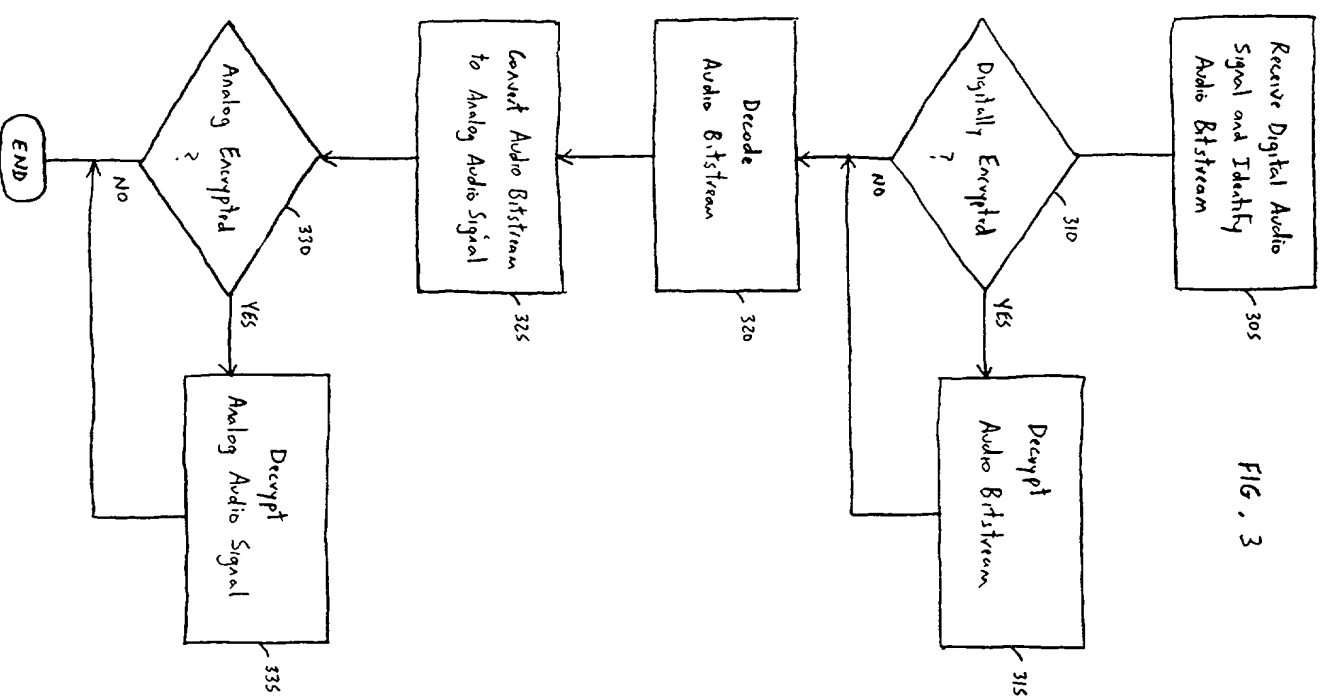 FIG. 3
Receive Digital Audio
Signal and Identify
Audio Bitstream
305
Digitally Encrypted
?
310
YES
NO
Decrypt
Audio Bitstream
315
Decode
Audio Bitstream
320
Convert Audio Bitstream
to Analog Audio Signal
325
Analog Encrypted
?
330
YES
NO
Decrypt
Analog Audio Signal
335
END